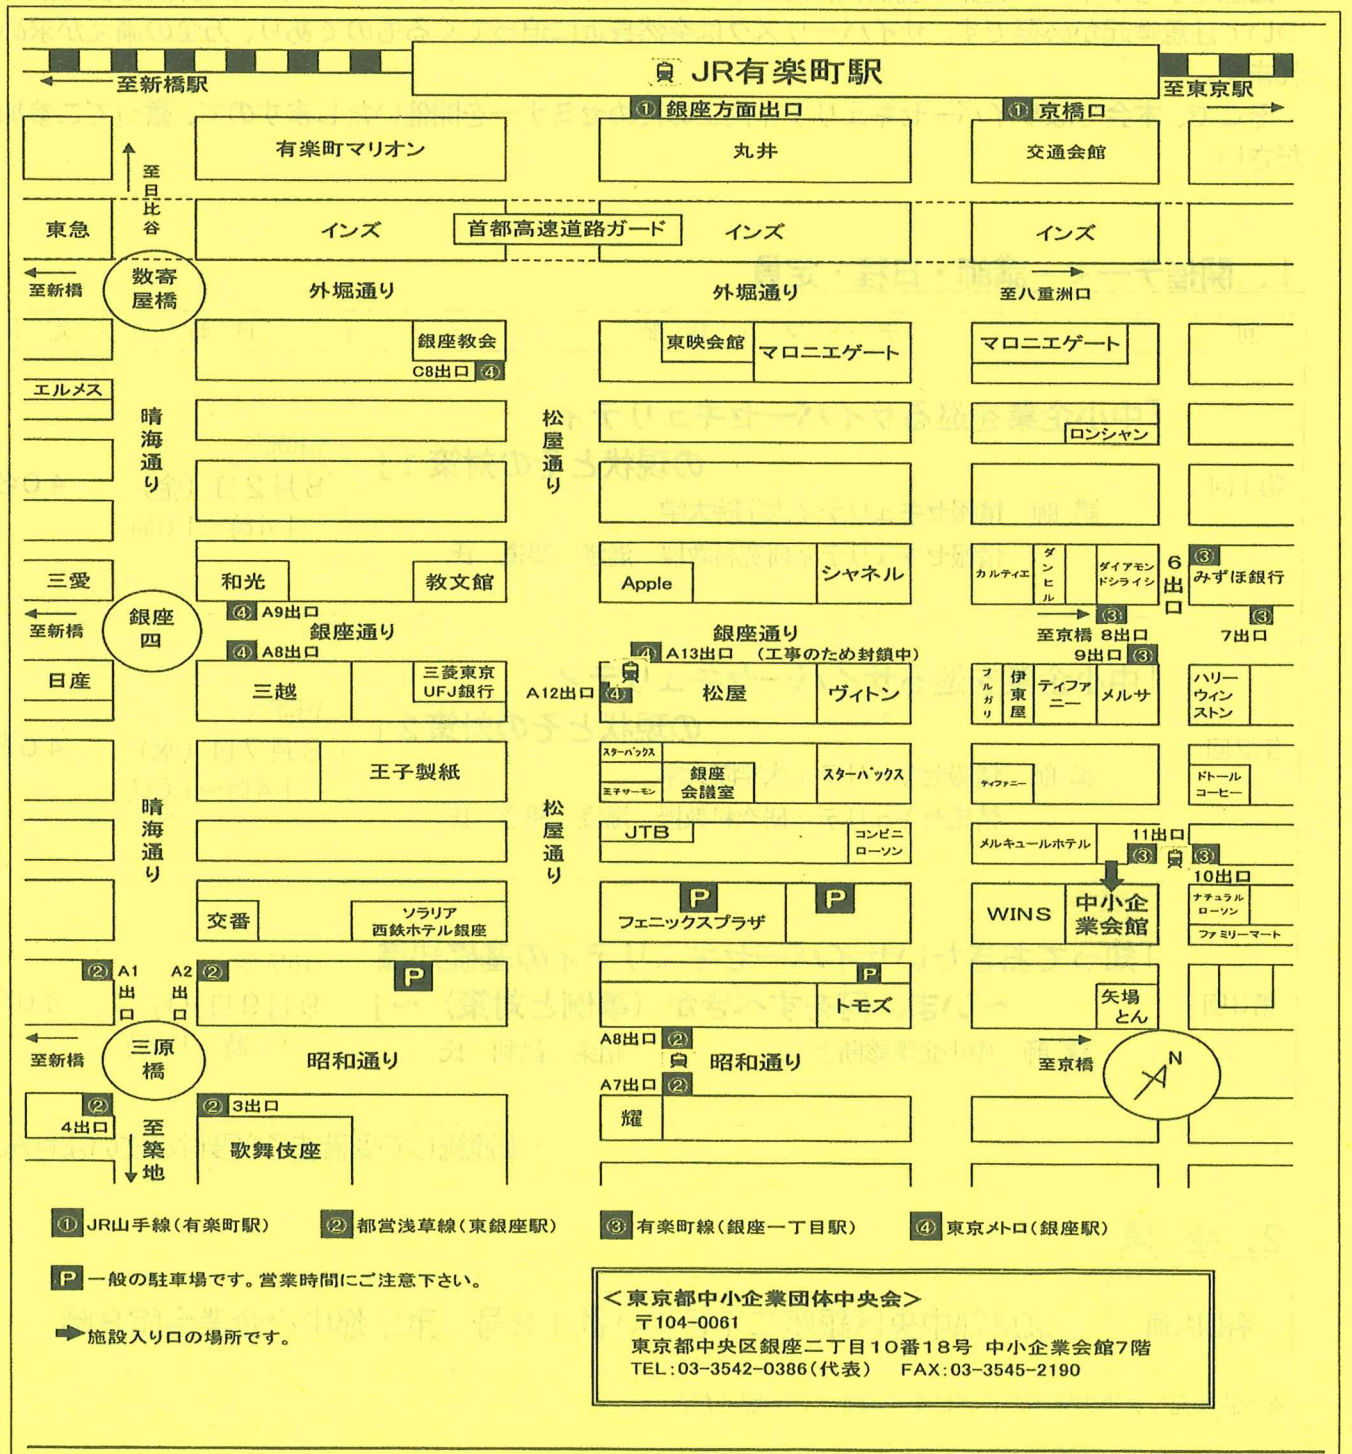 JR有楽町駅
至新橋駅
至東京駅
① 銀座方面出口
① 京橋口
有楽町マリオン
丸井
交通会館
至日比谷
東急
インズ
首都高速道路ガード
インズ
インズ
至新橋
数寄屋橋
外堀通り
外堀通り
至八重洲口
銀座教会
C8出口 ④
東映会館
マロニエゲート
マロニエゲート
エルメス
晴海通り
松屋通り
ロンシャン
三愛
和光
教文館
Apple
シャネル
カルティエ
ダンヒル
ダイアモンドシライシ
6出口
③
みずほ銀行
至新橋
銀座四
④ A9出口
銀座通り
銀座通り
至京橋
③
8出口
③
7出口
④ A8出口
④ A13出口 (工事のため封鎖中)
9出口 ③
日産
三越
三菱東京
UFJ銀行
A12出口 ④
松屋
ヴィトン
ブルガリ
伊東屋
ティファニー
メルサ
ハリー
ウィン
ストン
王子製紙
スターバックス
王子サーモン
銀座
会議室
スターバックス
ティファニー
ドトール
コーヒー
晴海通り
松屋通り
JTB
コンビニ
ローソン
メルキュールホテル
11出口
③
③
10出口
交番
ソラリア
西鉄ホテル銀座
P
フェニックスプラザ
P
WINS
中小企
業会館
ナチュラル
ローソン
ファミリーマート
② A1出口
A2出口 ②
P
P
トモズ
矢場
とん
至新橋
三原橋
昭和通り
A8出口 ②
昭和通り
A7出口 ②
至京橋
N
②
4出口
② 3出口
至築地
歌舞伎座
耀
① JR山手線(有楽町駅)
② 都営浅草線(東銀座駅)
③ 有楽町線(銀座一丁目駅)
④ 東京メトロ(銀座駅)
P 一般の駐車場です。営業時間にご注意下さい。
➡施設入り口の場所です。
<東京都中小企業団体中央会>
〒104-0061
東京都中央区銀座二丁目10番18号 中小企業会館7階
TEL:03-3542-0386(代表) FAX:03-3545-2190